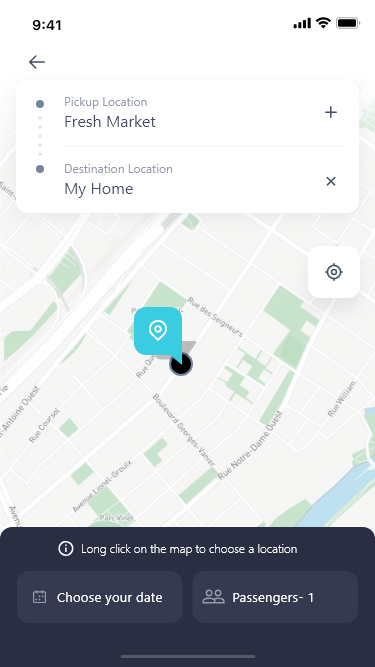 9:41
Pickup Location
Fresh Market
Destination Location
My Home
Rue des Seigneurs
Rue William
Boulevard Georges-Vanier
Rue Notre-Dame Ouest
-Antoine Ouest
Rue Coursol
Avenue Lionel-Groulx
Parc Vinet
Long click on the map to choose a location
Choose your date
Passengers- 1